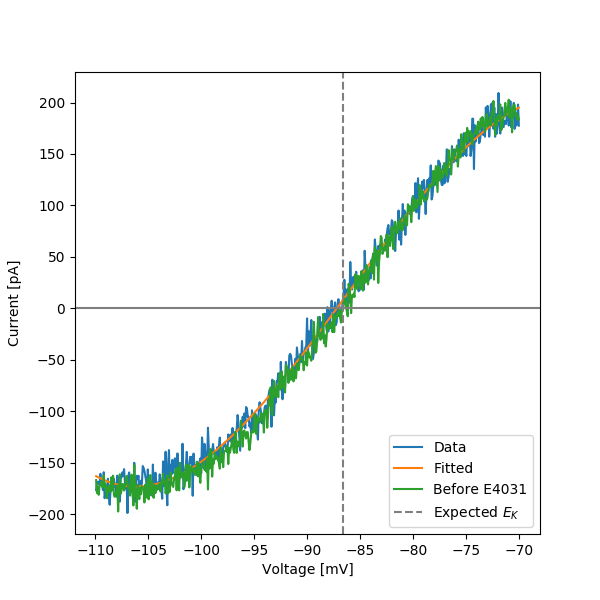 200
150
100
50
0
−50
−100
−150
−200
Current [pA]
Data
Fitted
Before E4031
Expected E_K
−110 −105 −100 −95 −90 −85 −80 −75 −70
Voltage [mV]